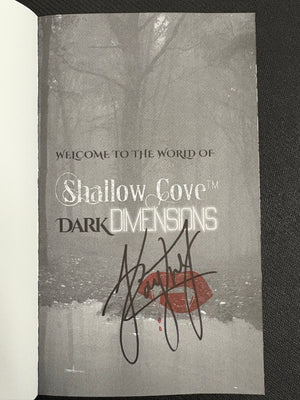 WELCOME TO THE WORLD OF
Shallow Cove™
DARK DIMENSIONS